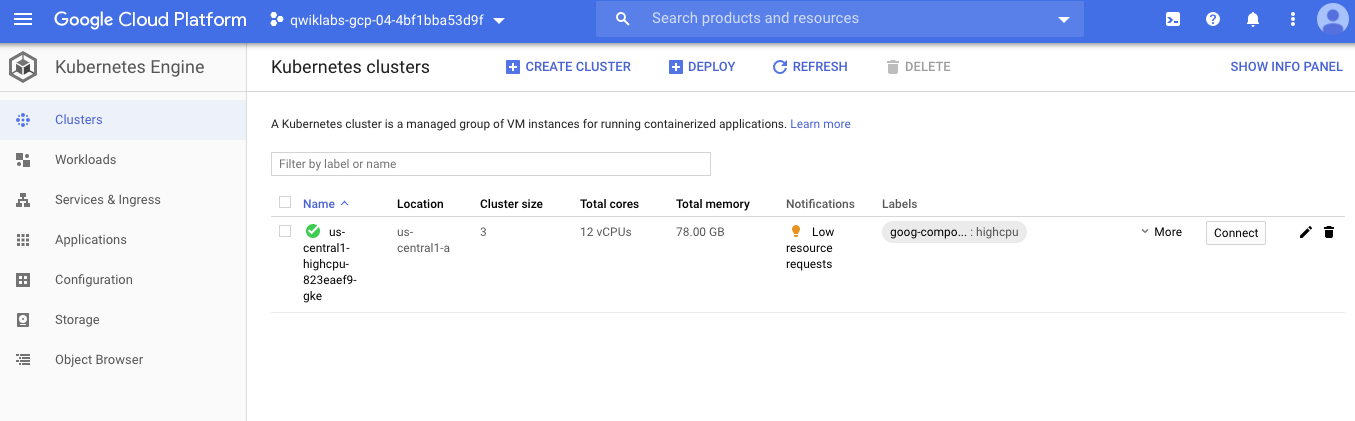 Google Cloud Platform
qwiklabs-gcp-04-4bf1bba53d9f
Search products and resources
Kubernetes Engine
Kubernetes clusters
CREATE CLUSTER
DEPLOY
REFRESH
DELETE
SHOW INFO PANEL
Clusters
Workloads
Services & Ingress
Applications
Configuration
Storage
Object Browser
A Kubernetes cluster is a managed group of VM instances for running containerized applications. Learn more
Filter by label or name
Name
Location
Cluster size
Total cores
Total memory
Notifications
Labels
us-
central1-
highcpu-
823eaef9-
gke
us-
central1-a
3
12 vCPUs
78.00 GB
Low
resource
requests
goog-compo... : highcpu
More
Connect